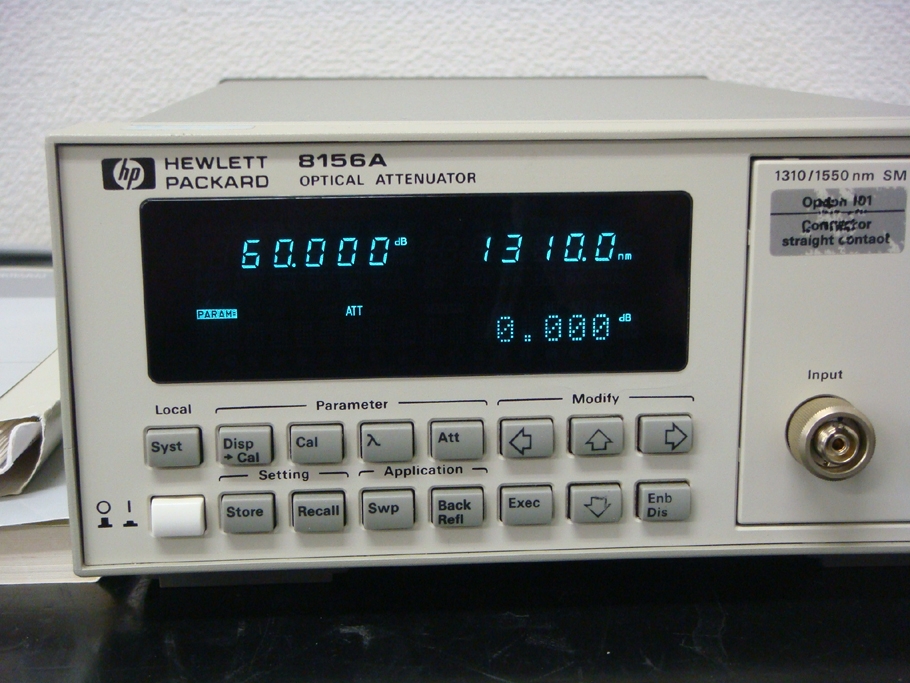 hp HEWLETT PACKARD 8156A
OPTICAL ATTENUATOR
1310/1550 nm SM
Option 101
Connector
straight contact
60.000 dB 1310.0 nm
PARAM: ATT 0.000 dB
Input
Local Parameter Modify
Syst Disp → Cal Cal λ Att
Setting Application
O I Store Recall Swp Back Refl Exec Enb Dis